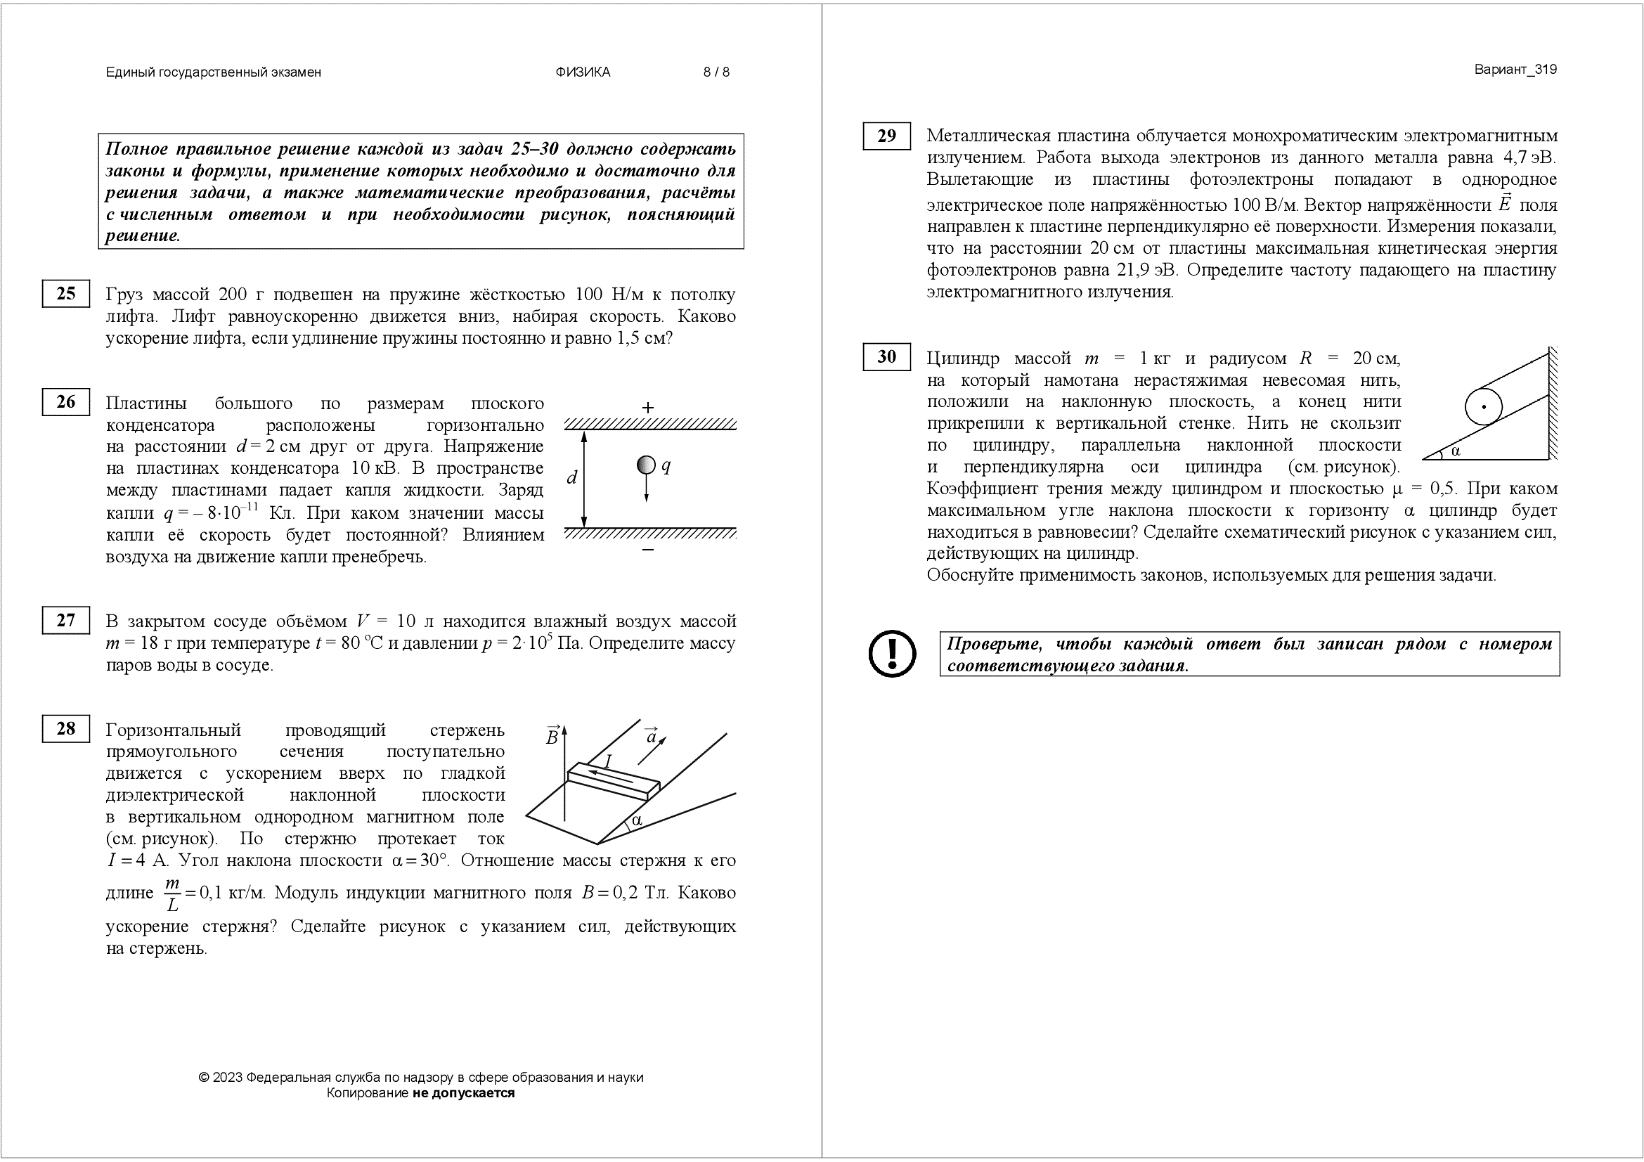 Единый государственный экзамен ФИЗИКА 8 / 8
Полное правильное решение каждой из задач 25–30 должно содержать
законы и формулы, применение которых необходимо и достаточно для
решения задачи, а также математические преобразования, расчёты
с численным ответом и при необходимости рисунок, поясняющий
решение.
25 Груз массой 200 г подвешен на пружине жёсткостью 100 Н/м к потолку
лифта. Лифт равноускоренно движется вниз, набирая скорость. Каково
ускорение лифта, если удлинение пружины постоянно и равно 1,5 см?
26 Пластины большого по размерам плоского
конденсатора расположены горизонтально
на расстоянии d = 2 см друг от друга. Напряжение
на пластинах конденсатора 10 кВ. В пространстве
между пластинами падает капля жидкости. Заряд
капли q = – 8·10⁻¹¹ Кл. При каком значении массы
капли её скорость будет постоянной? Влиянием
воздуха на движение капли пренебречь.
+
d
q
–
27 В закрытом сосуде объёмом V = 10 л находится влажный воздух массой
m = 18 г при температуре t = 80 °С и давлении p = 2·10⁵ Па. Определите массу
паров воды в сосуде.
28 Горизонтальный проводящий стержень
прямоугольного сечения поступательно
движется с ускорением вверх по гладкой
диэлектрической наклонной плоскости
в вертикальном однородном магнитном поле
(см. рисунок). По стержню протекает ток
I = 4 А. Угол наклона плоскости α = 30°. Отношение массы стержня к его
длине m/L = 0,1 кг/м. Модуль индукции магнитного поля B = 0,2 Тл. Каково
ускорение стержня? Сделайте рисунок с указанием сил, действующих
на стержень.
B⃗
a⃗
I
α
© 2023 Федеральная служба по надзору в сфере образования и науки
Копирование не допускается
Вариант_319
29 Металлическая пластина облучается монохроматическим электромагнитным
излучением. Работа выхода электронов из данного металла равна 4,7 эВ.
Вылетающие из пластины фотоэлектроны попадают в однородное
электрическое поле напряжённостью 100 В/м. Вектор напряжённости E⃗ поля
направлен к пластине перпендикулярно её поверхности. Измерения показали,
что на расстоянии 20 см от пластины максимальная кинетическая энергия
фотоэлектронов равна 21,9 эВ. Определите частоту падающего на пластину
электромагнитного излучения.
30 Цилиндр массой m = 1 кг и радиусом R = 20 см,
на который намотана нерастяжимая невесомая нить,
положили на наклонную плоскость, а конец нити
прикрепили к вертикальной стенке. Нить не скользит
по цилиндру, параллельна наклонной плоскости
и перпендикулярна оси цилиндра (см. рисунок).
Коэффициент трения между цилиндром и плоскостью μ = 0,5. При каком
максимальном угле наклона плоскости к горизонту α цилиндр будет
находиться в равновесии? Сделайте схематический рисунок с указанием сил,
действующих на цилиндр.
Обоснуйте применимость законов, используемых для решения задачи.
α
! Проверьте, чтобы каждый ответ был записан рядом с номером
соответствующего задания.